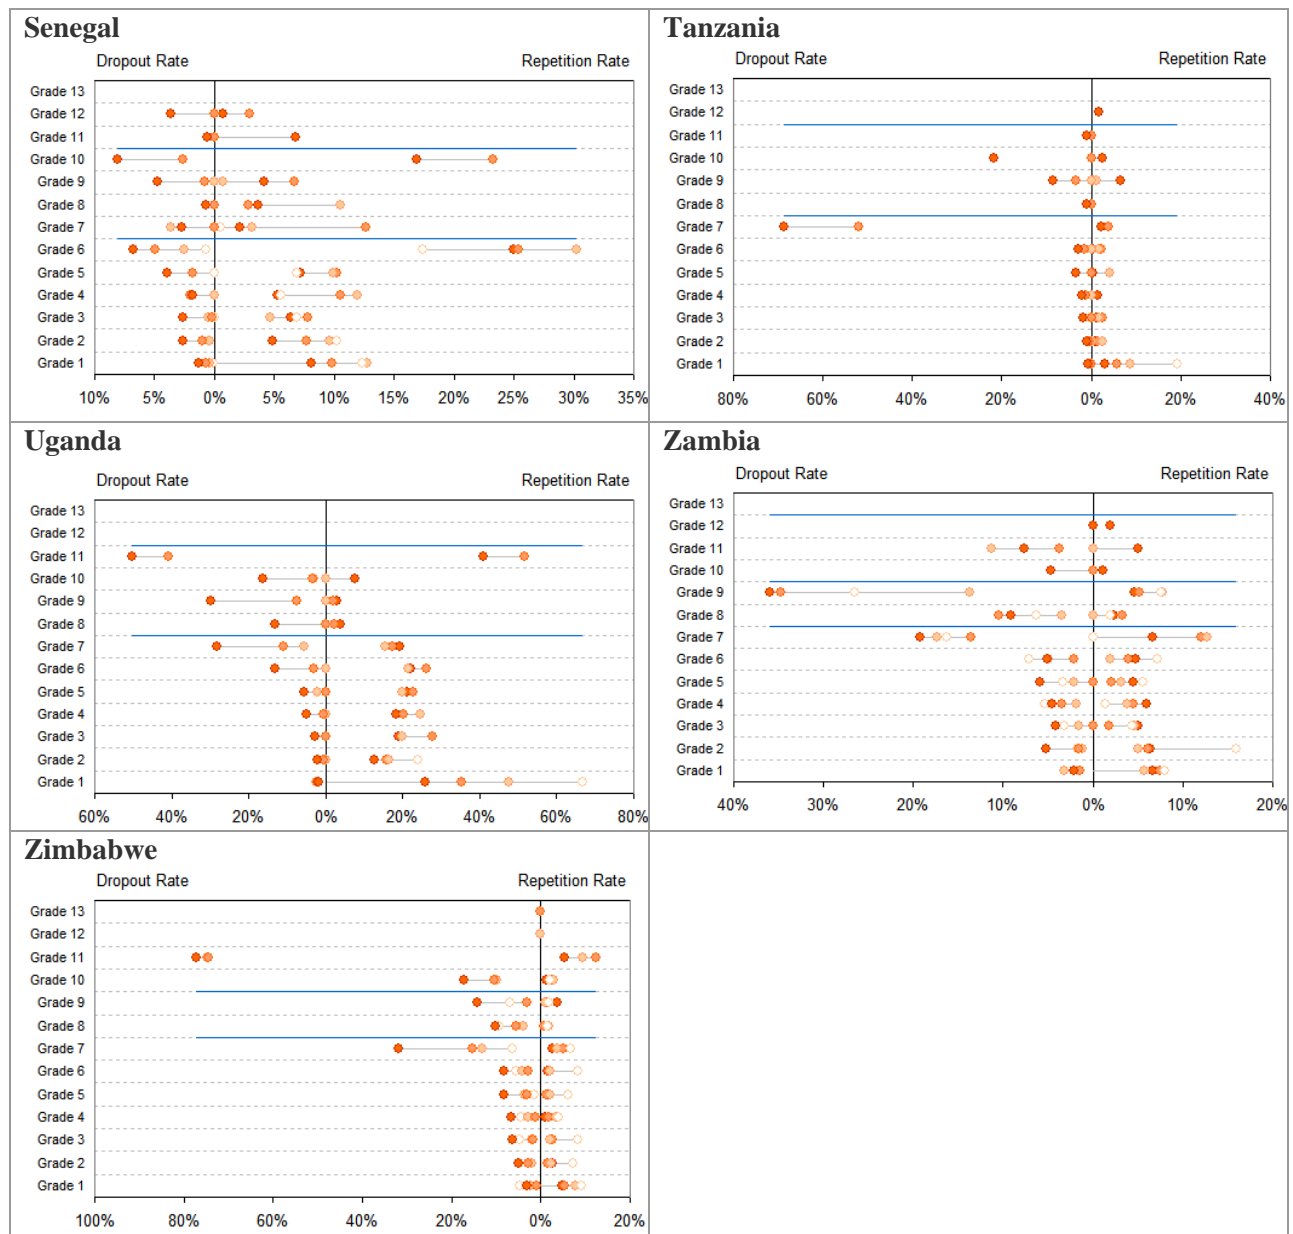 Senegal
Dropout Rate Repetition Rate
Grade 13
Grade 12
Grade 11
Grade 10
Grade 9
Grade 8
Grade 7
Grade 6
Grade 5
Grade 4
Grade 3
Grade 2
Grade 1
10% 5% 0% 5% 10% 15% 20% 25% 30% 35%
Tanzania
Dropout Rate Repetition Rate
Grade 13
Grade 12
Grade 11
Grade 10
Grade 9
Grade 8
Grade 7
Grade 6
Grade 5
Grade 4
Grade 3
Grade 2
Grade 1
80% 60% 40% 20% 0% 20% 40%
Uganda
Dropout Rate Repetition Rate
Grade 13
Grade 12
Grade 11
Grade 10
Grade 9
Grade 8
Grade 7
Grade 6
Grade 5
Grade 4
Grade 3
Grade 2
Grade 1
60% 40% 20% 0% 20% 40% 60% 80%
Zambia
Dropout Rate Repetition Rate
Grade 13
Grade 12
Grade 11
Grade 10
Grade 9
Grade 8
Grade 7
Grade 6
Grade 5
Grade 4
Grade 3
Grade 2
Grade 1
40% 30% 20% 10% 0% 10% 20%
Zimbabwe
Dropout Rate Repetition Rate
Grade 13
Grade 12
Grade 11
Grade 10
Grade 9
Grade 8
Grade 7
Grade 6
Grade 5
Grade 4
Grade 3
Grade 2
Grade 1
100% 80% 60% 40% 20% 0% 20%